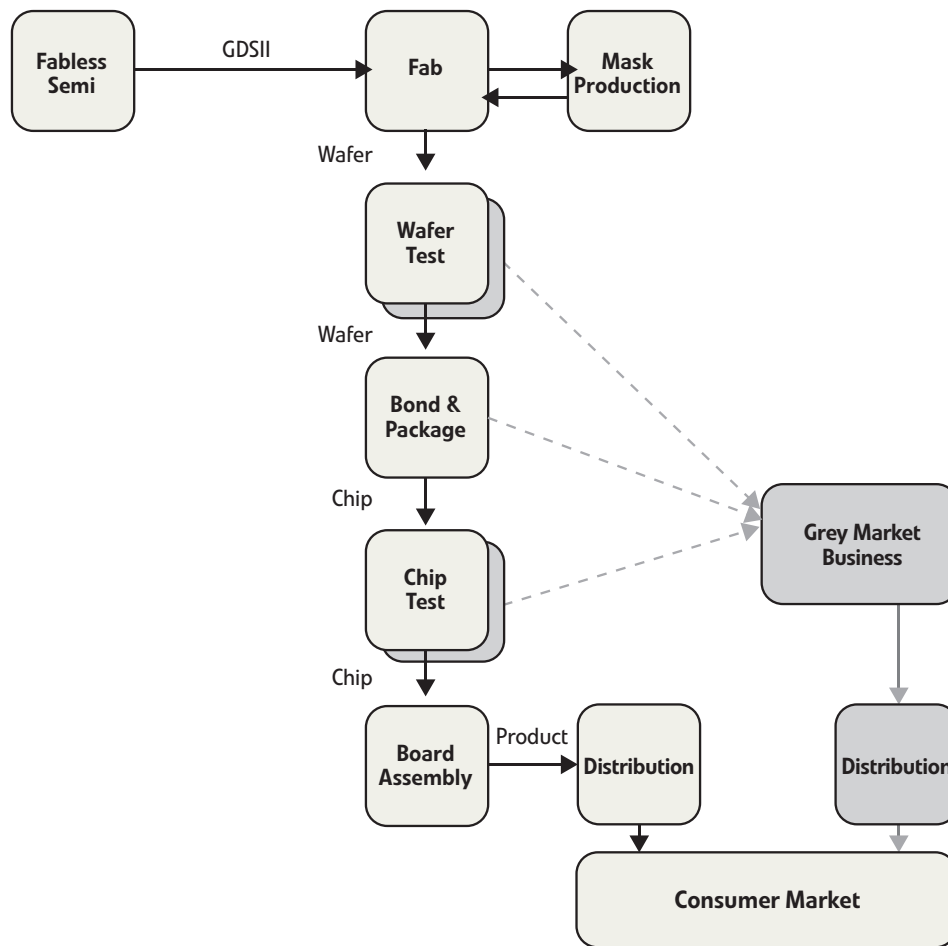 Fabless
Semi
GDSII
Fab
Mask
Production
Wafer
Wafer
Test
Wafer
Bond &
Package
Chip
Grey Market
Business
Chip
Test
Chip
Board
Assembly
Product
Distribution
Distribution
Consumer Market